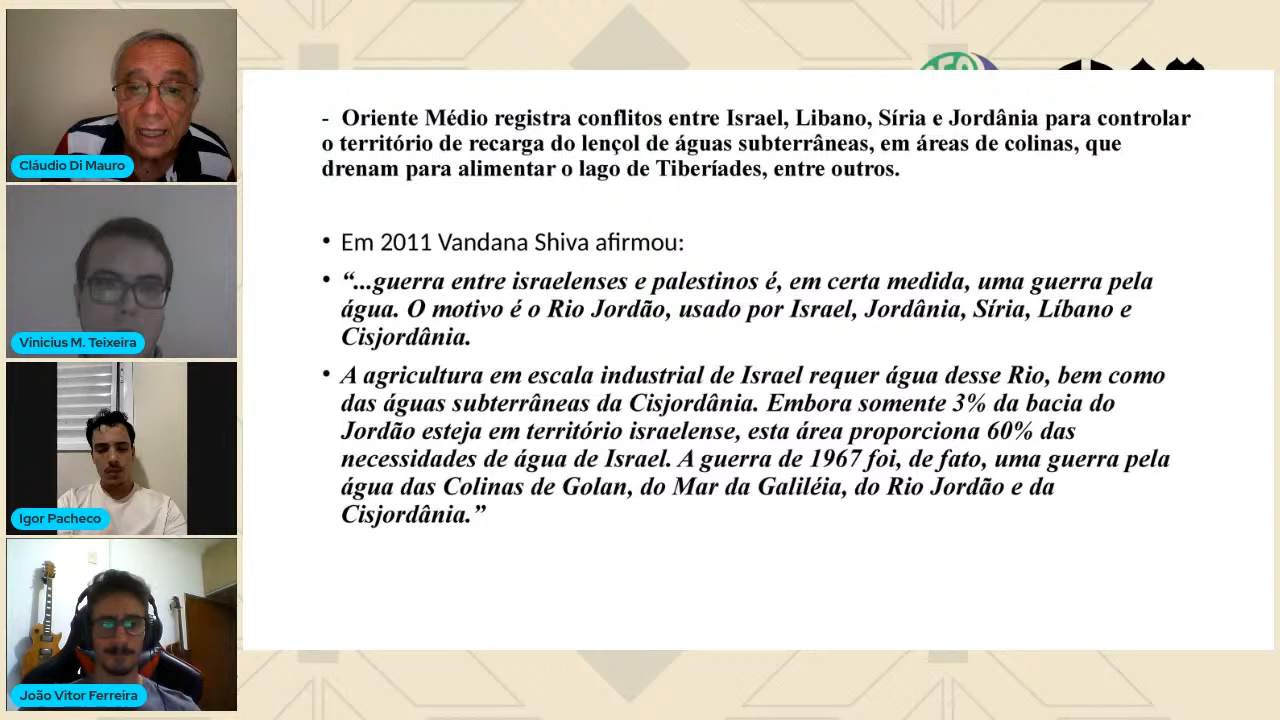 Cláudio Di Mauro
Vinicius M. Teixeira
Igor Pacheco
João Vitor Ferreira
- Oriente Médio registra conflitos entre Israel, Libano, Síria e Jordânia para controlar
o território de recarga do lençol de águas subterrâneas, em áreas de colinas, que
drenam para alimentar o lago de Tiberíades, entre outros.
• Em 2011 Vandana Shiva afirmou:
• “...guerra entre israelenses e palestinos é, em certa medida, uma guerra pela
água. O motivo é o Rio Jordão, usado por Israel, Jordânia, Síria, Líbano e
Cisjordânia.
• A agricultura em escala industrial de Israel requer água desse Rio, bem como
das águas subterrâneas da Cisjordânia. Embora somente 3% da bacia do
Jordão esteja em território israelense, esta área proporciona 60% das
necessidades de água de Israel. A guerra de 1967 foi, de fato, uma guerra pela
água das Colinas de Golan, do Mar da Galiléia, do Rio Jordão e da
Cisjordânia.”